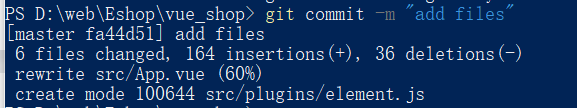 PS D:\web\Eshop\vue_shop> git commit -m "add files"
[master fa44d51] add files
 6 files changed, 164 insertions(+), 36 deletions(-)
 rewrite src/App.vue (60%)
 create mode 100644 src/plugins/element.js